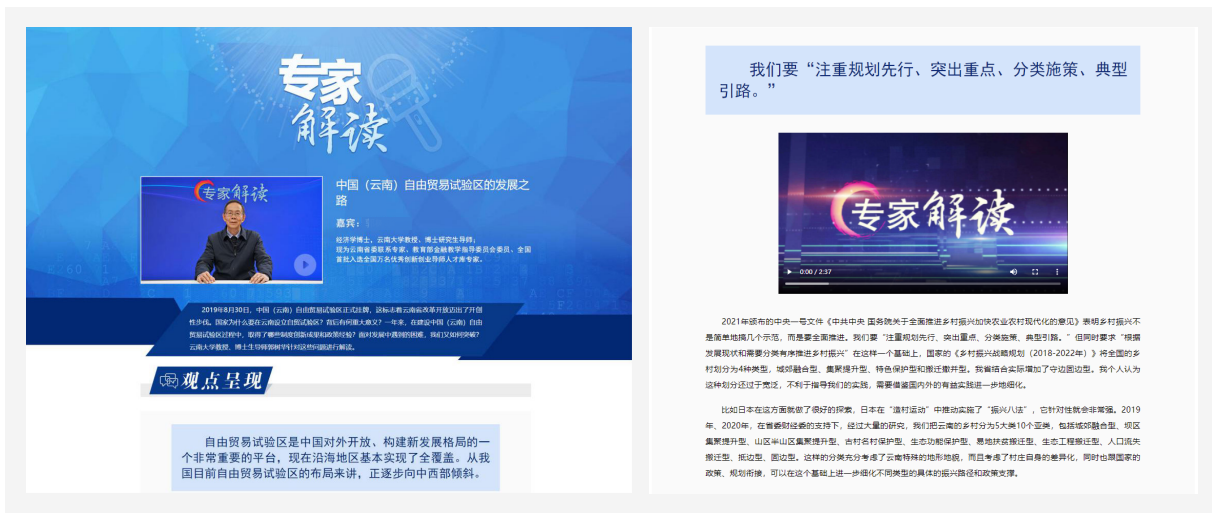 专家
解读
专家解读
中国（云南）自由贸易试验区的发展之
路
嘉宾：
经济学博士，云南大学教授、博士研究生导师；
现为云南省委联系专家、教育部金融教学指导委员会委员、全国
首批入选全国万名优秀创新创业导师人才库专家。
2019年8月30日，中国（云南）自由贸易试验区正式挂牌，这标志着云南省改革开放迈出了开创
性步伐。国家为什么要在云南设立自贸试验区？背后有何重大意义？一年来，在建设中国（云南）自由
贸易试验区过程中，取得了哪些制度创新成果和政策经验？面对发展中遇到的困难，我们又如何突破？
云南大学教授、博士生导师郭树华针对这些问题进行解读。
观点呈现
自由贸易试验区是中国对外开放、构建新发展格局的一
个非常重要的平台，现在沿海地区基本实现了全覆盖。从我
国目前自由贸易试验区的布局来讲，正逐步向中西部倾斜。
我们要“注重规划先行、突出重点、分类施策、典型
引路。”
专家解读
0:00 / 2:37
2021年颁布的中央一号文件《中共中央 国务院关于全面推进乡村振兴加快农业农村现代化的意见》表明乡村振兴不
是简单地搞几个示范，而是要全面推进。我们要“注重规划先行、突出重点、分类施策、典型引路。”但同时要求“根据
发展现状和需要分类有序推进乡村振兴”在这样一个基础上，国家的《乡村振兴战略规划（2018-2022年）》将全国的乡
村划分为4种类型，城郊融合型、集聚提升型、特色保护型和搬迁撤并型。我省结合实际增加了守边固边型。我个人认为
这种划分还过于宽泛，不利于指导我们的实践，需要借鉴国内外的有益实践进一步地细化。
比如日本在这方面就做了很好的探索，日本在“造村运动”中推动实施了“振兴八法”，它针对性就会非常强。2019
年、2020年，在省委财经委的支持下，经过大量的研究，我们把云南的乡村分为5大类10个亚类，包括城郊融合型、坝区
集聚提升型、山区半山区集聚提升型、古村名村保护型、生态功能保护型、易地扶贫搬迁型、生态工程搬迁型、人口流失
搬迁型、抵边型、固边型。这样的分类充分考虑了云南特殊的地形地貌，而且考虑了村庄自身的差异化，同时也跟国家的
政策、规划衔接，可以在这个基础上进一步细化不同类型的具体的振兴路径和政策支撑。